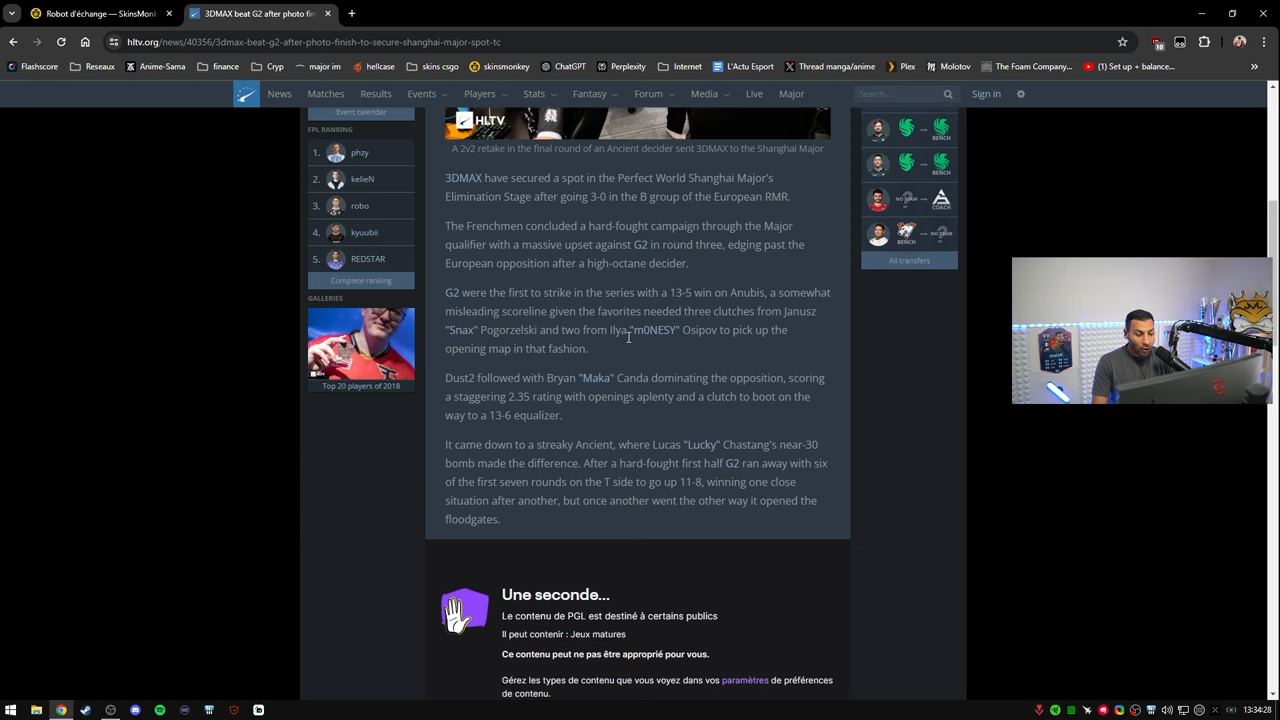 Robot d'échange — SkinsMonk
3DMAX beat G2 after photo fin
hltv.org/news/40356/3dmax-beat-g2-after-photo-finish-to-secure-shanghai-major-spot-tc
10
Flashscore
Reseaux
Anime-Sama
finance
Cryp
major im
hellcase
skins csgo
skinsmonkey
ChatGPT
Perplexity
Internet
L'Actu Esport
Thread manga/anime
Plex
Molotov
The Foam Community...
(1) Set up + balance...
News
Matches
Results
Events
Players
Stats
Fantasy
Forum
Media
Live
Major
Search...
Sign in
Event calendar
FPL RANKING
1. phzy
2. kelieN
3. robo
4. kyuubii
5. REDSTAR
Complete ranking
GALLERIES
HLTV
Top 20 players of 2018
HLTV
A 2v2 retake in the final round of an Ancient decider sent 3DMAX to the Shanghai Major
3DMAX have secured a spot in the Perfect World Shanghai Major's
Elimination Stage after going 3-0 in the B group of the European RMR.
The Frenchmen concluded a hard-fought campaign through the Major
qualifier with a massive upset against G2 in round three, edging past the
European opposition after a high-octane decider.
G2 were the first to strike in the series with a 13-5 win on Anubis, a somewhat
misleading scoreline given the favorites needed three clutches from Janusz
"Snax" Pogorzelski and two from Ilya "m0NESY" Osipov to pick up the
opening map in that fashion.
Dust2 followed with Bryan "Maka" Canda dominating the opposition, scoring
a staggering 2.35 rating with openings aplenty and a clutch to boot on the
way to a 13-6 equalizer.
It came down to a streaky Ancient, where Lucas "Lucky" Chastang's near-30
bomb made the difference. After a hard-fought first half G2 ran away with six
of the first seven rounds on the T side to go up 11-8, winning one close
situation after another, but once another went the other way it opened the
floodgates.
BENCH
BENCH
NO TEAM
COACH
BENCH
NO TEAM
All transfers
Une seconde...
Le contenu de PGL est destiné à certains publics
Il peut contenir : Jeux matures
Ce contenu peut ne pas être approprié pour vous.
Gérez les types de contenu que vous voyez dans vos paramètres de préférences
de contenu.
13:34:28